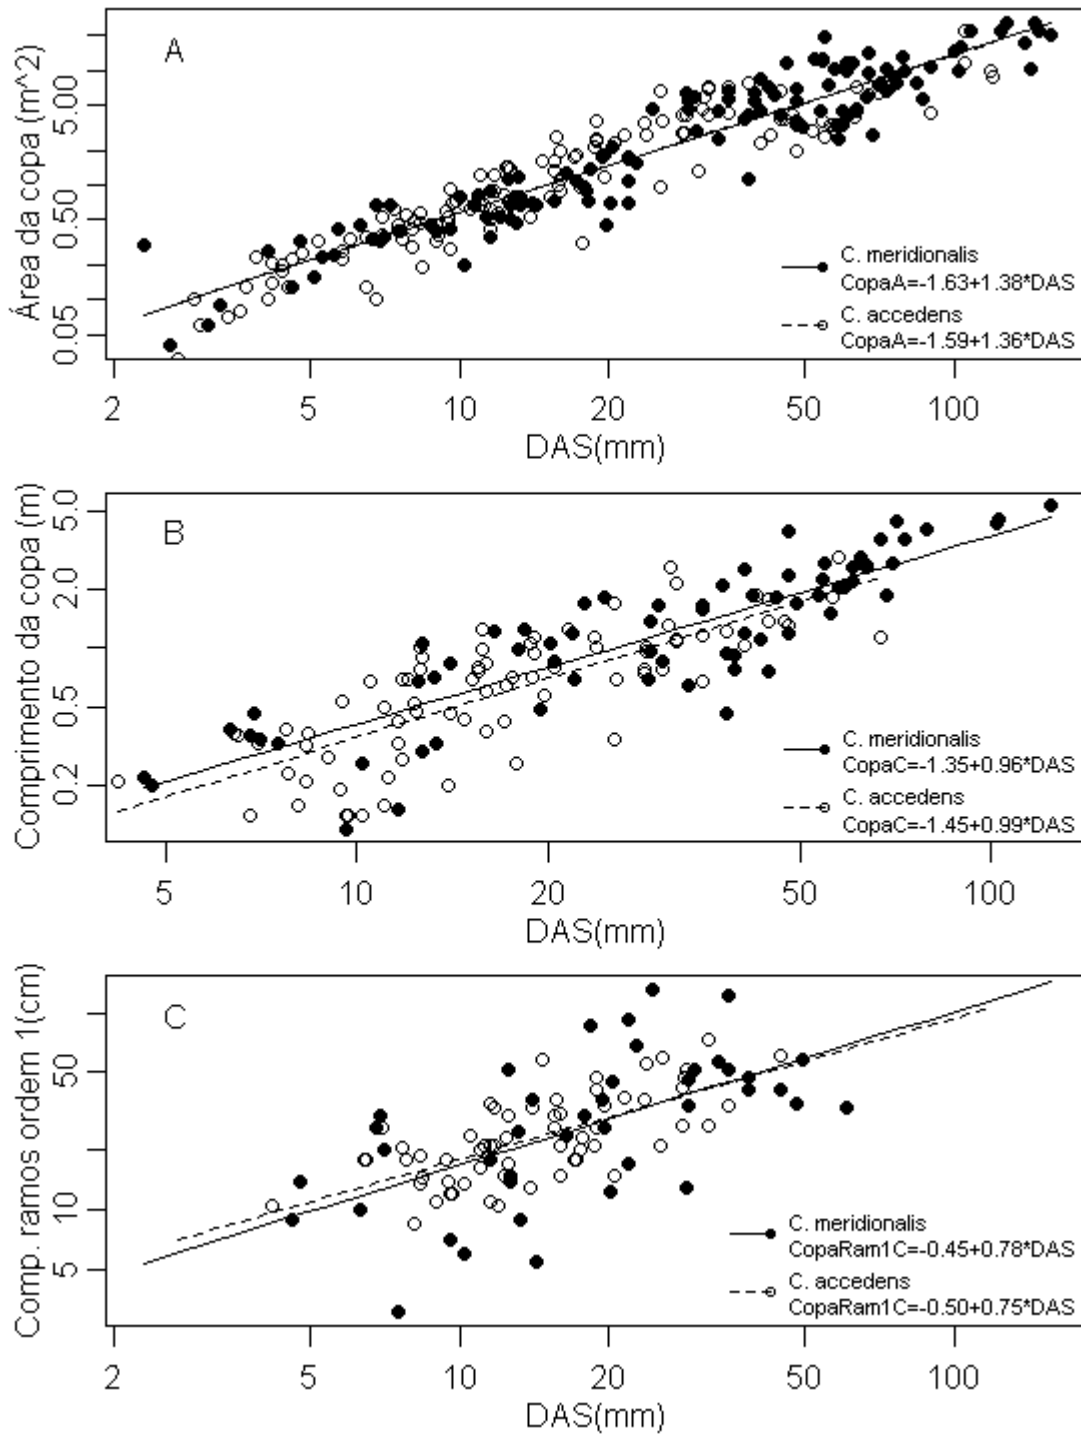 A
Área da copa (m^2)
5.00
0.50
0.05
C. meridionalis
CopaA=-1.63+1.38*DAS
C. accedens
CopaA=-1.59+1.36*DAS
2 5 10 20 50 100
DAS(mm)
B
Comprimento da copa (m)
5.0
2.0
0.5
0.2
C. meridionalis
CopaC=-1.35+0.96*DAS
C. accedens
CopaC=-1.45+0.99*DAS
5 10 20 50 100
DAS(mm)
C
Comp. ramos ordem 1(cm)
50
10
5
C. meridionalis
CopaRam1C=-0.45+0.78*DAS
C. accedens
CopaRam1C=-0.50+0.75*DAS
2 5 10 20 50 100
DAS(mm)